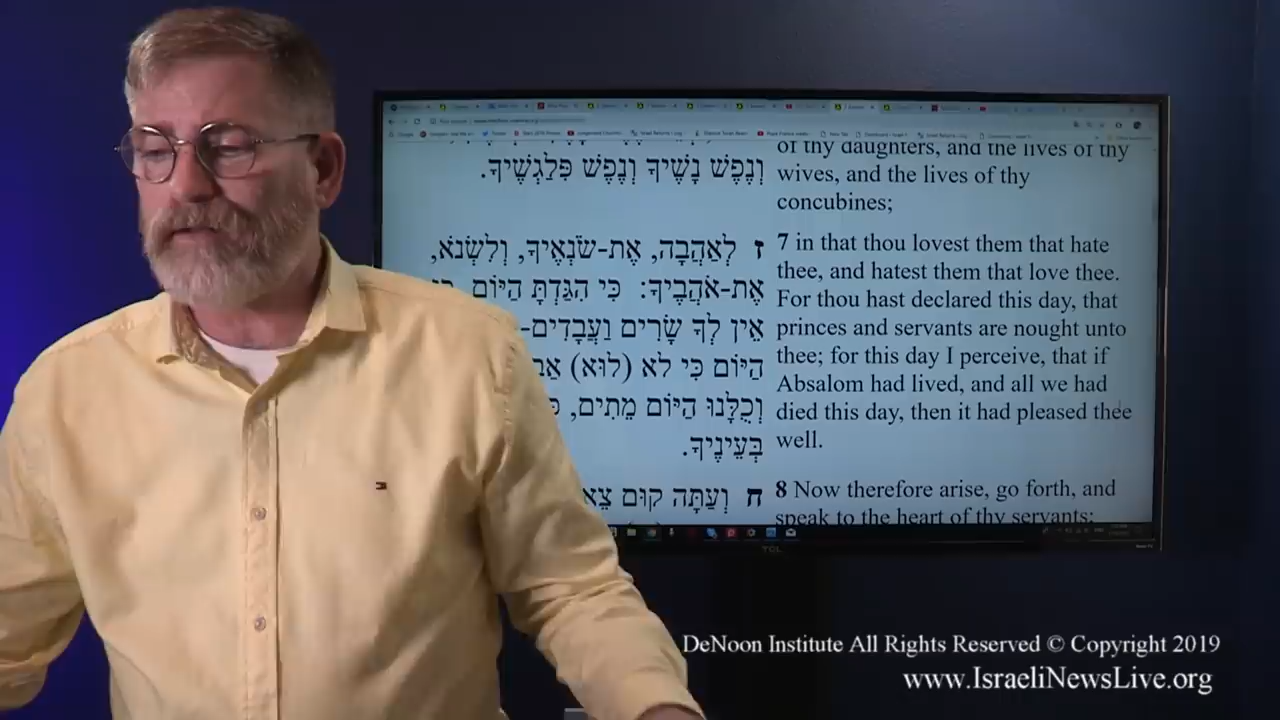 וְנֶפֶשׁ נָשֶׁיךָ וְנֶפֶשׁ פִּלַגְשֶׁיךָ.
ז לְאַהֲבָה, אֶת-שֹׂנְאֶיךָ, וְלִשְׂנֹא,
אֶת-אֹהֲבֶיךָ: כִּי הִגַּדְתָּ הַיּוֹם
אֵין לְךָ שָׂרִים וַעֲבָדִים-
הַיּוֹם כִּי לֹא (לוּא)
וְכֻלָּנוּ הַיּוֹם מֵתִים,
בְּעֵינֶיךָ.
ח וְעַתָּה קוּם
of thy daughters, and the lives of thy
wives, and the lives of thy
concubines;
7 in that thou lovest them that hate
thee, and hatest them that love thee.
For thou hast declared this day, that
princes and servants are nought unto
thee; for this day I perceive, that if
Absalom had lived, and all we had
died this day, then it had pleased thee
well.
8 Now therefore arise, go forth, and
speak to the heart of thy servants;
TCL
DeNoon Institute All Rights Reserved © Copyright 2019
www.IsraeliNewsLive.org